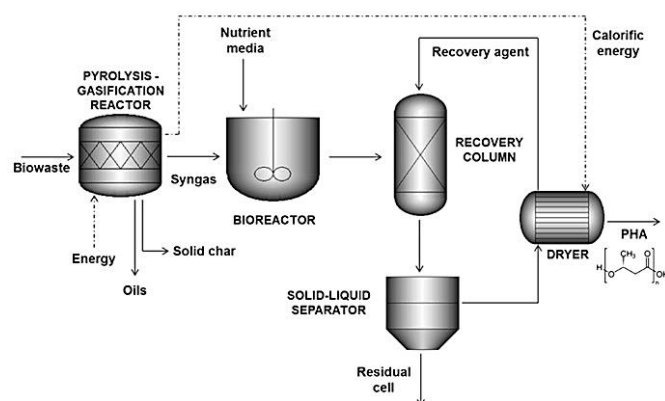 Nutrient
media
Calorific
energy
Recovery agent
PYROLYSIS -
GASIFICATION
REACTOR
RECOVERY
COLUMN
Biowaste
Syngas
BIOREACTOR
Energy
Solid char
Oils
SOLID-LIQUID
SEPARATOR
DRYER
PHA
CH₃
O
H
O
OH
n
Residual
cell